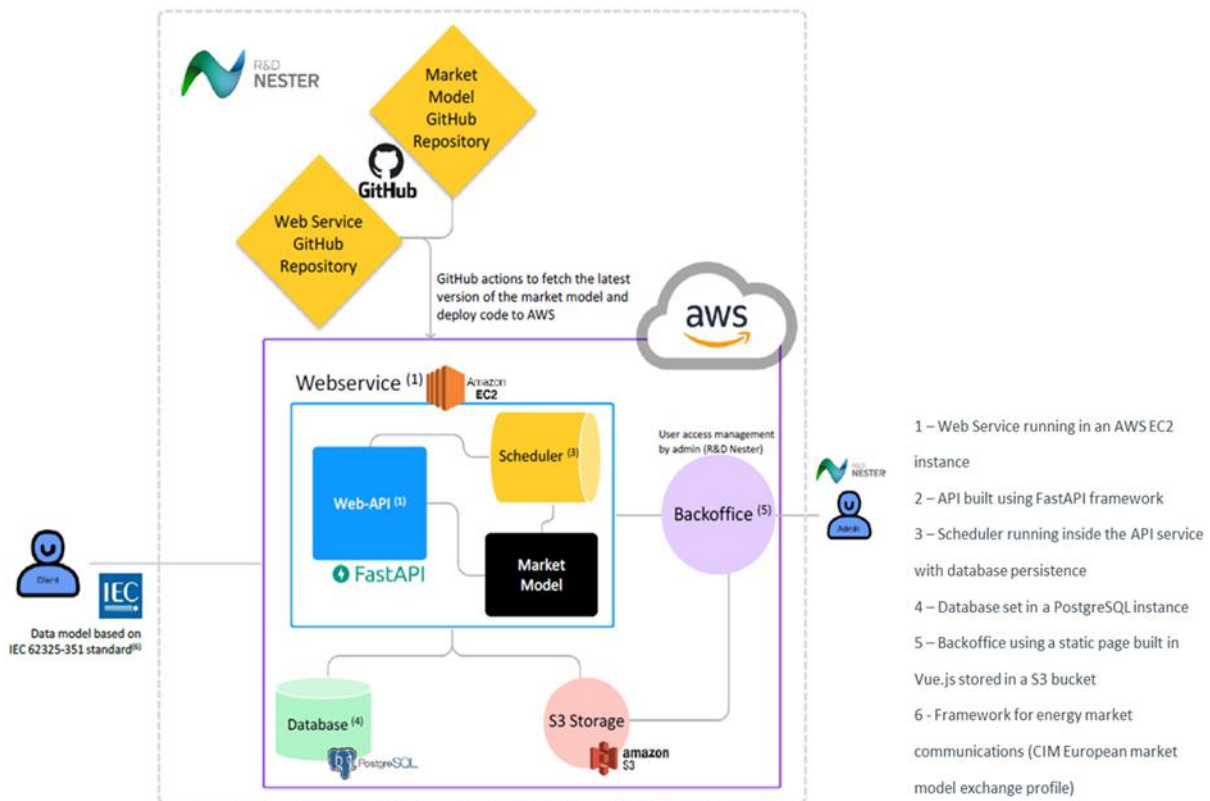 R&D
NESTER
Market
Model
GitHub
Repository
GitHub
Web Service
GitHub
Repository
GitHub actions to fetch the latest
version of the market model and
deploy code to AWS
aws
Webservice (1)
Amazon
EC2
Scheduler (3)
Web-API (1)
FastAPI
Market
Model
User access management
by admin (R&D Nester)
Backoffice (5)
R&D
NESTER
Admin
Client
IEC
Data model based on
IEC 62325-351 standard(6)
Database (4)
PostgreSQL
S3 Storage
amazon
S3
1 – Web Service running in an AWS EC2
instance
2 – API built using FastAPI framework
3 – Scheduler running inside the API service
with database persistence
4 – Database set in a PostgreSQL instance
5 – Backoffice using a static page built in
Vue.js stored in a S3 bucket
6 - Framework for energy market
communications (CIM European market
model exchange profile)